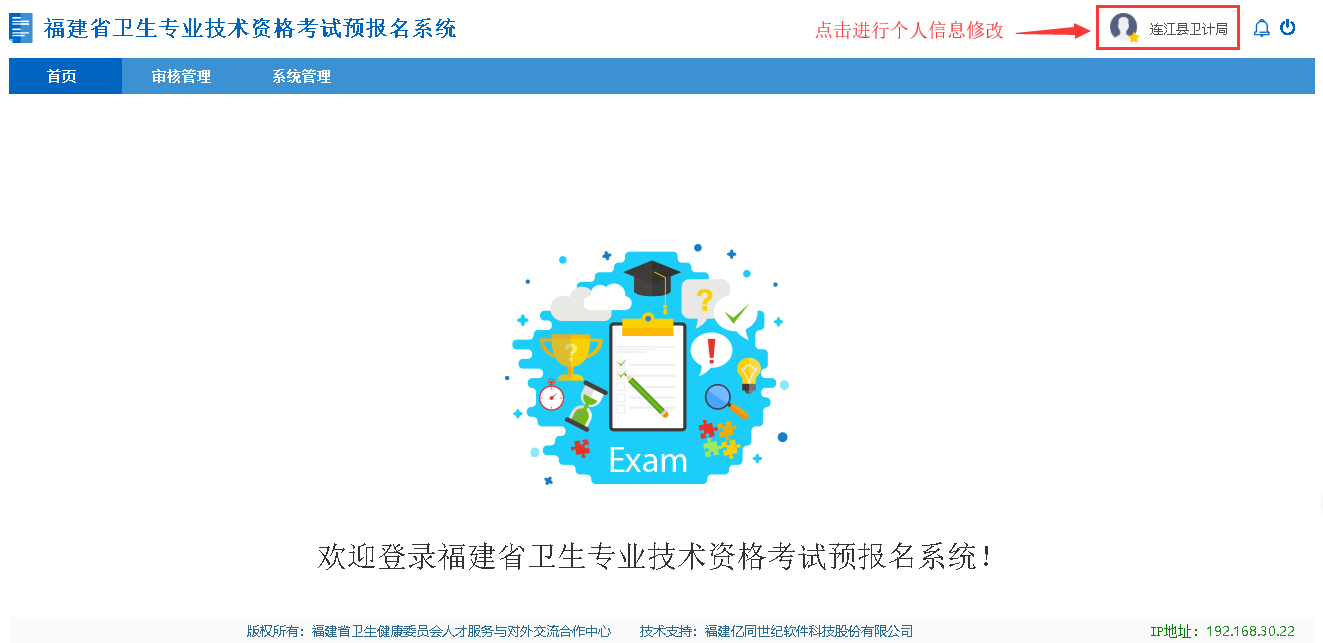 福建省卫生专业技术资格考试预报名系统
点击进行个人信息修改
连江县卫计局
首页 审核管理 系统管理
?
?
!
Exam
欢迎登录福建省卫生专业技术资格考试预报名系统！
版权所有：福建省卫生健康委员会人才服务与对外交流合作中心 技术支持：福建亿同世纪软件科技股份有限公司 IP地址：192.168.30.22